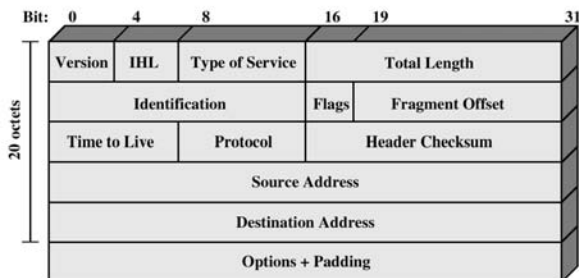 Bit: 0 4 8 16 19 31
Version IHL Type of Service Total Length
Identification Flags Fragment Offset
Time to Live Protocol Header Checksum
Source Address
Destination Address
Options + Padding
20 octets